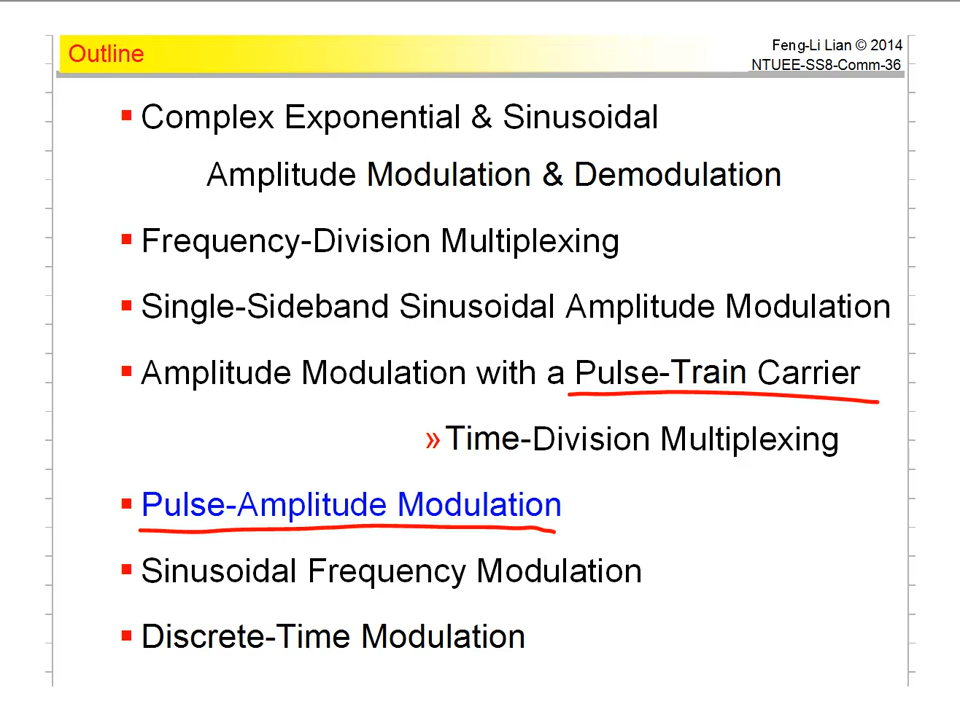 Outline
Feng-Li Lian © 2014
NTUEE-SS8-Comm-36
Complex Exponential & Sinusoidal
Amplitude Modulation & Demodulation
Frequency-Division Multiplexing
Single-Sideband Sinusoidal Amplitude Modulation
Amplitude Modulation with a Pulse-Train Carrier
» Time-Division Multiplexing
Pulse-Amplitude Modulation
Sinusoidal Frequency Modulation
Discrete-Time Modulation